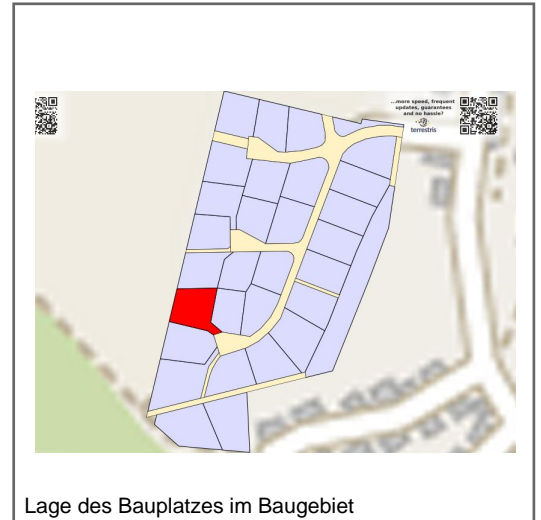 ...more speed, frequent
updates, guarantees
and no hassle?
terrestris
Lage des Bauplatzes im Baugebiet